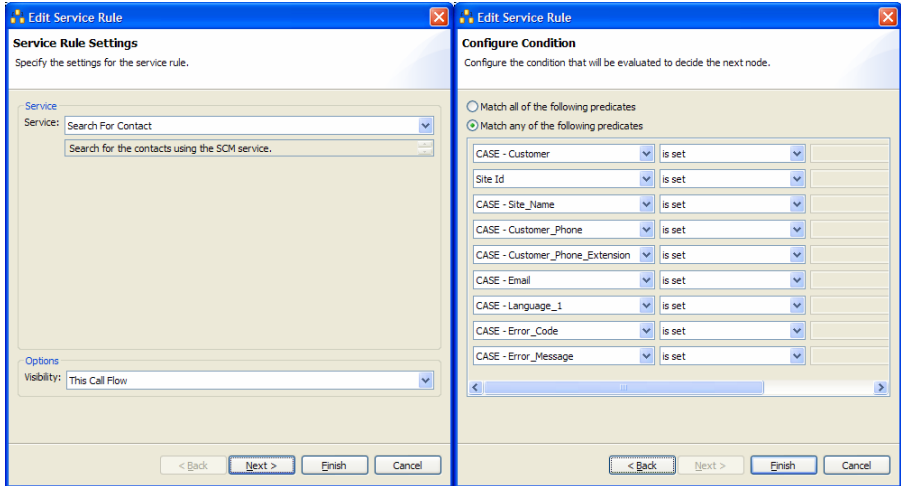 Edit Service Rule
Service Rule Settings
Specify the settings for the service rule.
Service
Service: Search For Contact
Search for the contacts using the SCM service.
Options
Visibility: This Call Flow
< Back Next > Finish Cancel
Edit Service Rule
Configure Condition
Configure the condition that will be evaluated to decide the next node.
Match all of the following predicates
Match any of the following predicates
CASE - Customer is set
Site Id is set
CASE - Site_Name is set
CASE - Customer_Phone is set
CASE - Customer_Phone_Extension is set
CASE - Email is set
CASE - Language_1 is set
CASE - Error_Code is set
CASE - Error_Message is set
< Back Next > Finish Cancel